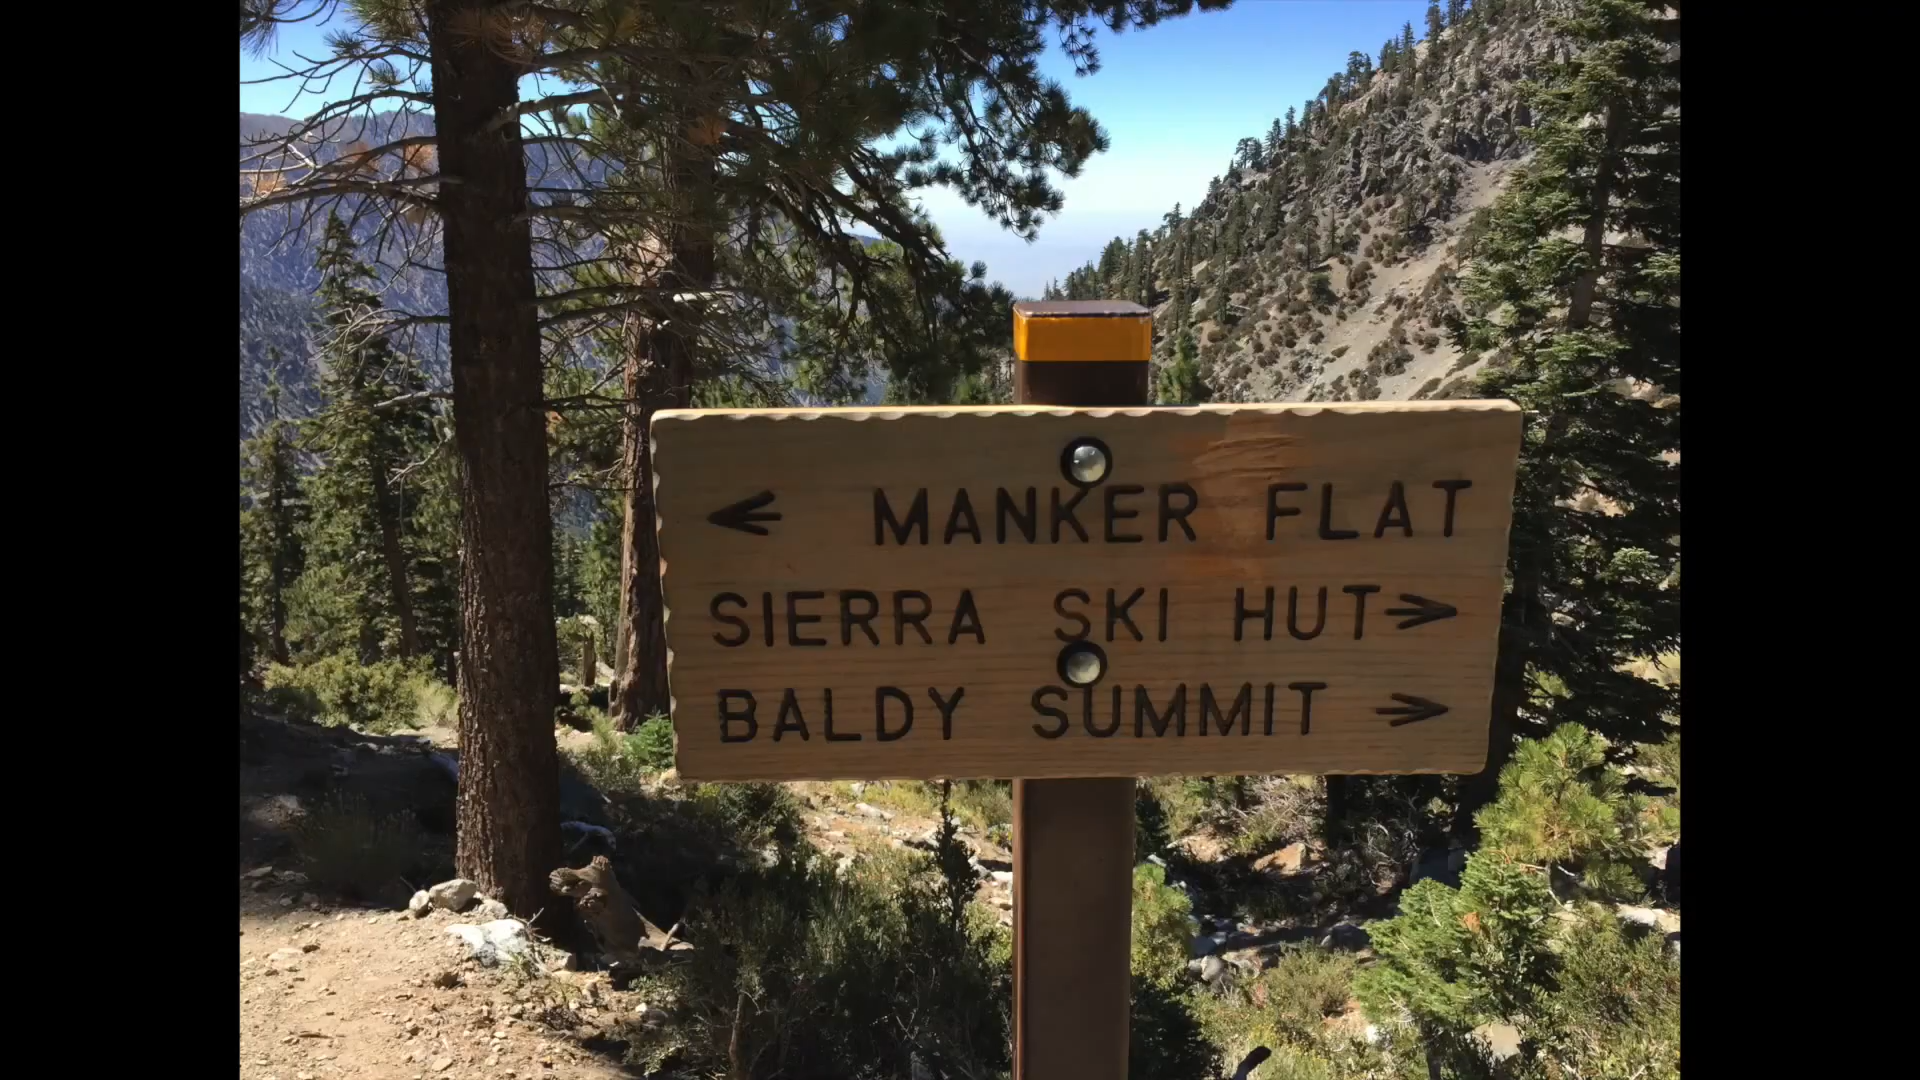 ← MANKER FLAT
SIERRA SKI HUT →
BALDY SUMMIT →